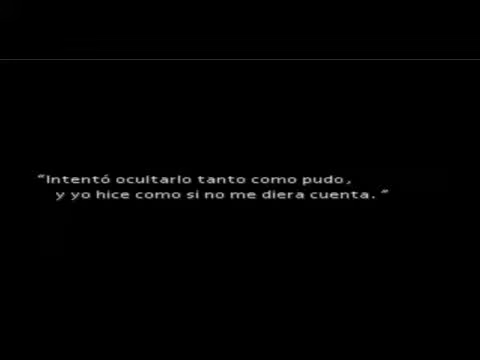 “Intentó ocultarlo tanto como pudo,
y yo hice como si no me diera cuenta.”